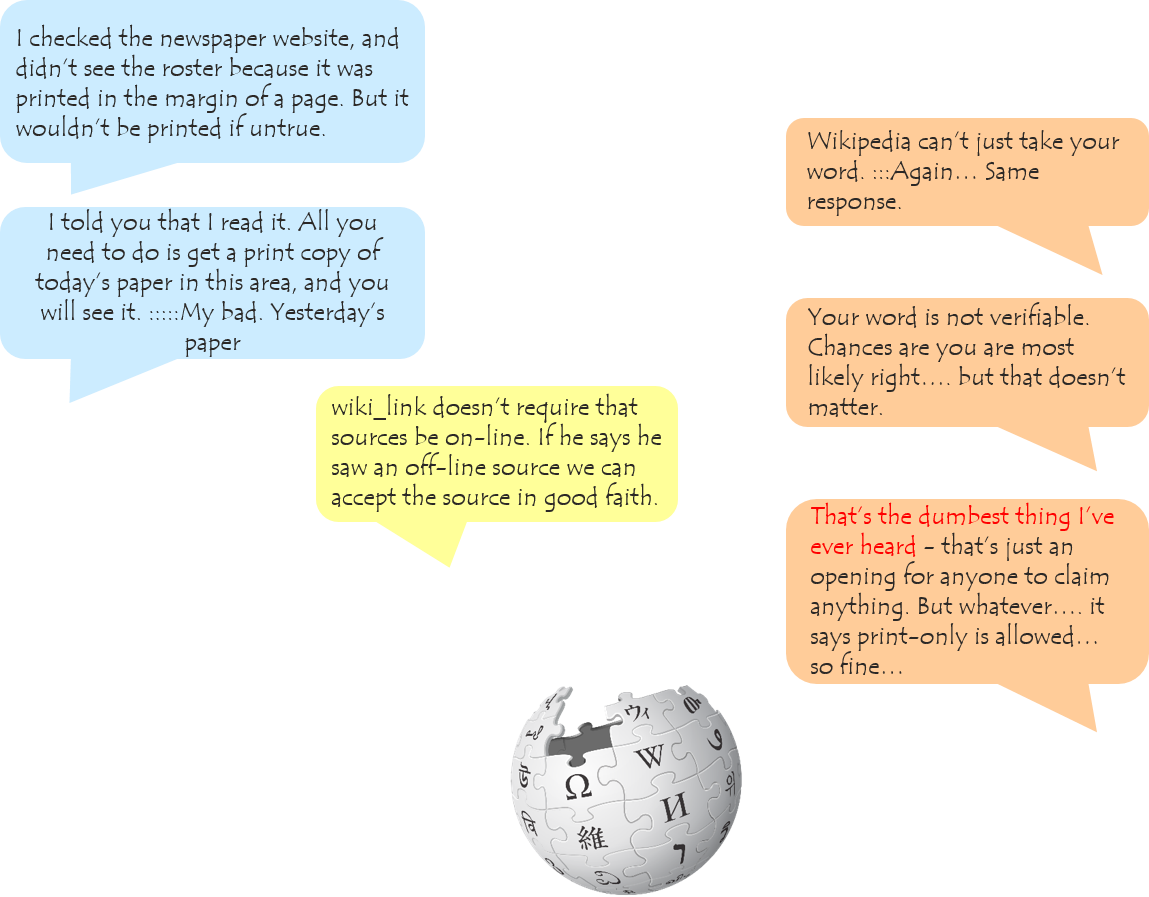 I checked the newspaper website, and
didn't see the roster because it was
printed in the margin of a page. But it
wouldn't be printed if untrue.
Wikipedia can't just take your
word. :::Again... Same
response.
I told you that I read it. All you
need to do is get a print copy of
today's paper in this area, and you
will see it. :::::My bad. Yesterday's
paper
Your word is not verifiable.
Chances are you are most
likely right.... but that doesn't
matter.
wiki_link doesn't require that
sources be on-line. If he says he
saw an off-line source we can
accept the source in good faith.
That's the dumbest thing I've
ever heard - that's just an
opening for anyone to claim
anything. But whatever.... it
says print-only is allowed...
so fine...
ウィ
W
Ω
위
И
維